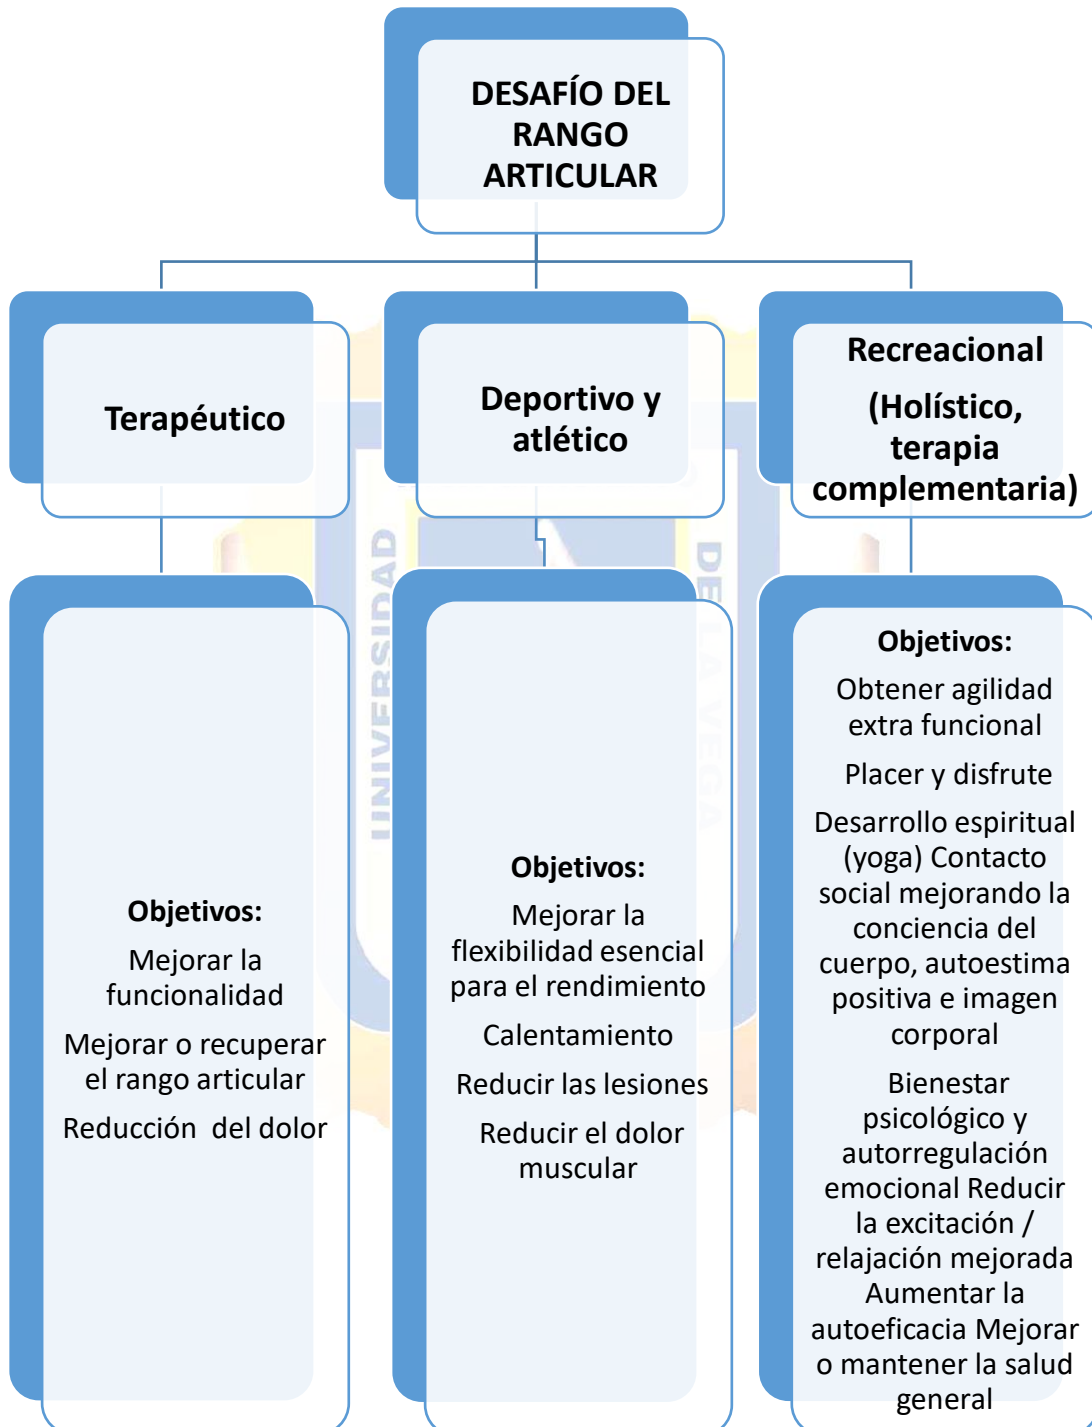 DESAFÍO DEL
RANGO
ARTICULAR
Terapéutico
Deportivo y
atlético
Recreacional
(Holístico,
terapia
complementaria)
UNIVERSIDAD
DE LA VEGA
Objetivos:
Mejorar la
funcionalidad
Mejorar o recuperar
el rango articular
Reducción  del dolor
Objetivos:
Mejorar la
flexibilidad esencial
para el rendimiento
Calentamiento
Reducir las lesiones
Reducir el dolor
muscular
Objetivos:
Obtener agilidad
extra funcional
Placer y disfrute
Desarrollo espiritual
(yoga) Contacto
social mejorando la
conciencia del
cuerpo, autoestima
positiva e imagen
corporal
Bienestar
psicológico y
autorregulación
emocional Reducir
la excitación /
relajación mejorada
Aumentar la
autoeficacia Mejorar
o mantener la salud
general